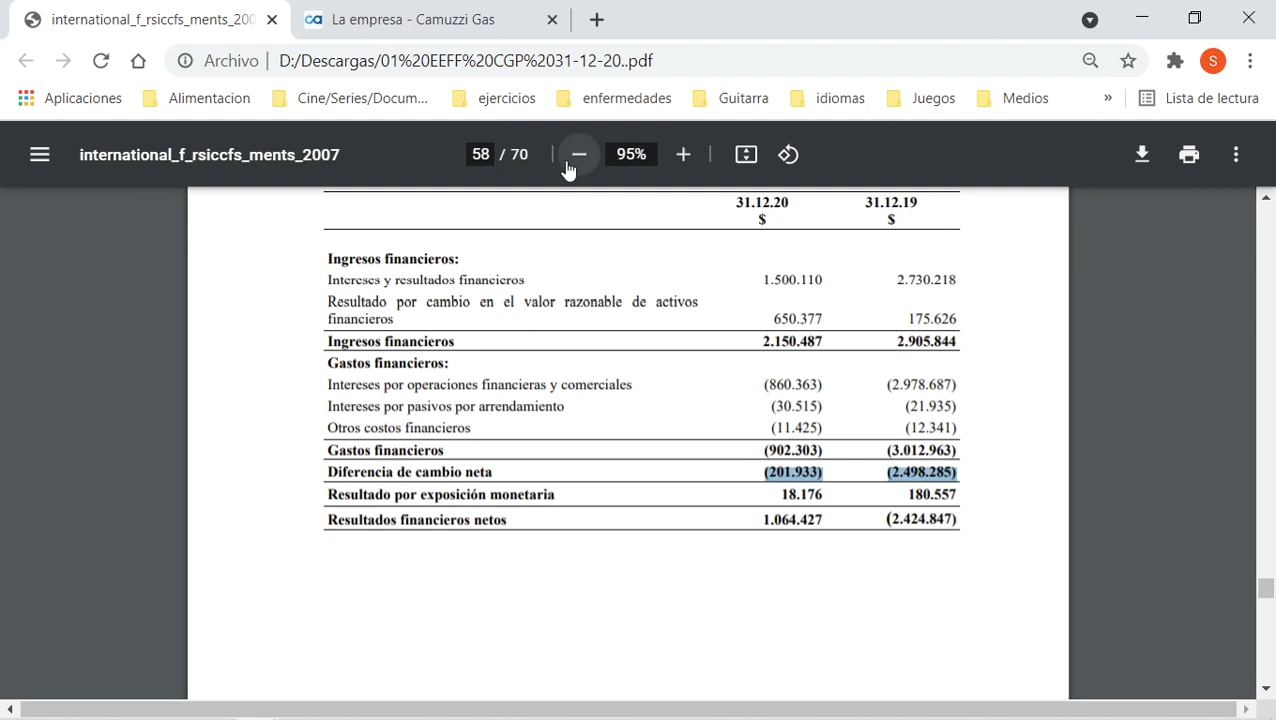 international_f_rsiccfs_ments_200
La empresa - Camuzzi Gas
Archivo | D:/Descargas/01%20EEFF%20CGP%2031-12-20..pdf
S
Aplicaciones Alimentacion Cine/Series/Docum... ejercicios enfermedades Guitarra idiomas Juegos Medios » Lista de lectura
international_f_rsiccfs_ments_2007 58 / 70 95%
31.12.20 31.12.19
$ $
Ingresos financieros:
Intereses y resultados financieros 1.500.110 2.730.218
Resultado por cambio en el valor razonable de activos
financieros 650.377 175.626
Ingresos financieros 2.150.487 2.905.844
Gastos financieros:
Intereses por operaciones financieras y comerciales (860.363) (2.978.687)
Intereses por pasivos por arrendamiento (30.515) (21.935)
Otros costos financieros (11.425) (12.341)
Gastos financieros (902.303) (3.012.963)
Diferencia de cambio neta (201.933) (2.498.285)
Resultado por exposición monetaria 18.176 180.557
Resultados financieros netos 1.064.427 (2.424.847)